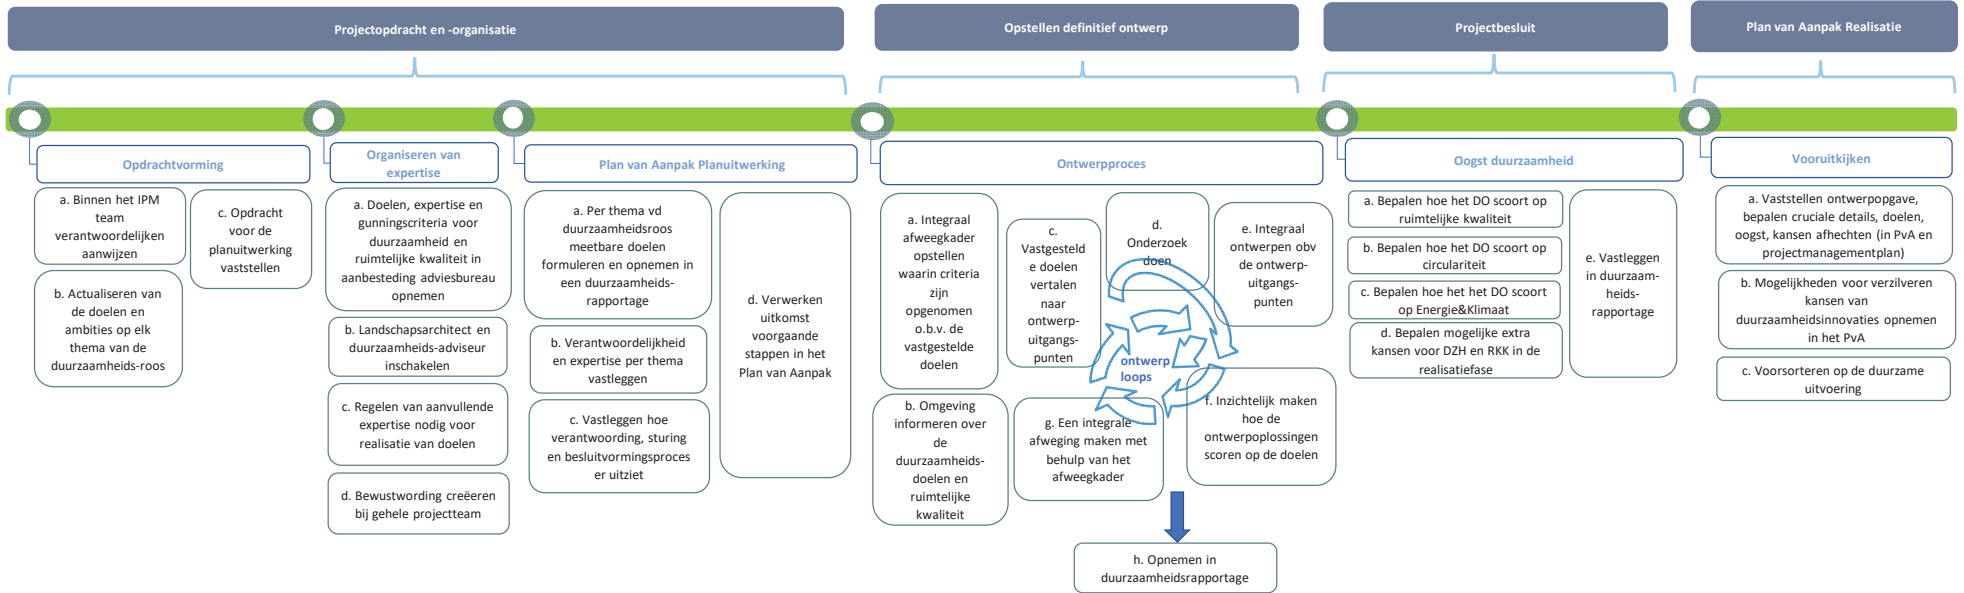 Projectopdracht en -organisatie
Opstellen definitief ontwerp
Projectbesluit
Plan van Aanpak Realisatie
Opdrachtvorming
a. Binnen het IPM
team
verantwoordelijken
aanwijzen
b. Actualiseren van
de doelen en
ambities op elk
thema van de
duurzaamheids-roos
c. Opdracht
voor de
planuitwerking
vaststellen
Organiseren van
expertise
a. Doelen, expertise en
gunningscriteria voor
duurzaamheid en
ruimtelijke kwaliteit in
aanbesteding adviesbureau
opnemen
b. Landschapsarchitect en
duurzaamheids-adviseur
inschakelen
c. Regelen van aanvullende
expertise nodig voor
realisatie van doelen
d. Bewustwording creëeren
bij gehele projectteam
Plan van Aanpak Planuitwerking
a. Per thema vd
duurzaamheidsroos
meetbare doelen
formuleren en opnemen in
een duurzaamheids-
rapportage
b. Verantwoordelijkheid
en expertise per thema
vastleggen
c. Vastleggen hoe
verantwoording, sturing
en besluitvormingsproces
er uitziet
d. Verwerken
uitkomst
voorgaande
stappen in het
Plan van Aanpak
Ontwerpproces
a. Integraal
afweegkader
opstellen
waarin criteria
zijn
opgenomen
o.b.v. de
vastgestelde
doelen
b. Omgeving
informeren over
de
duurzaamheids-
doelen en
ruimtelijke
kwaliteit
c.
Vastgesteld
e doelen
vertalen
naar
ontwerp-
uitgangs-
punten
d.
Onderzoek
doen
e. Integraal
ontwerpen obv
de ontwerp-
uitgangs-
punten
ontwerp
loops
f. Inzichtelijk maken
hoe de
ontwerpoplossingen
scoren op de doelen
g. Een integrale
afweging maken met
behulp van het
afweegkader
h. Opnemen in
duurzaamheidsrapportage
Oogst duurzaamheid
a. Bepalen hoe het DO scoort op
ruimtelijke kwaliteit
b. Bepalen hoe het DO scoort op
circulariteit
c. Bepalen hoe het het DO scoort
op Energie&Klimaat
d. Bepalen mogelijke extra
kansen voor DZH en RKK in de
realisatiefase
e. Vastleggen
in duurzaam-
heids-
rapportage
Vooruitkijken
a. Vaststellen ontwerpopgave,
bepalen cruciale details, doelen,
oogst, kansen afhechten (in PvA en
projectmanagementplan)
b. Mogelijkheden voor verzilveren
kansen van
duurzaamheidsinnovaties opnemen
in het PvA
c. Voorsorteren op de duurzame
uitvoering